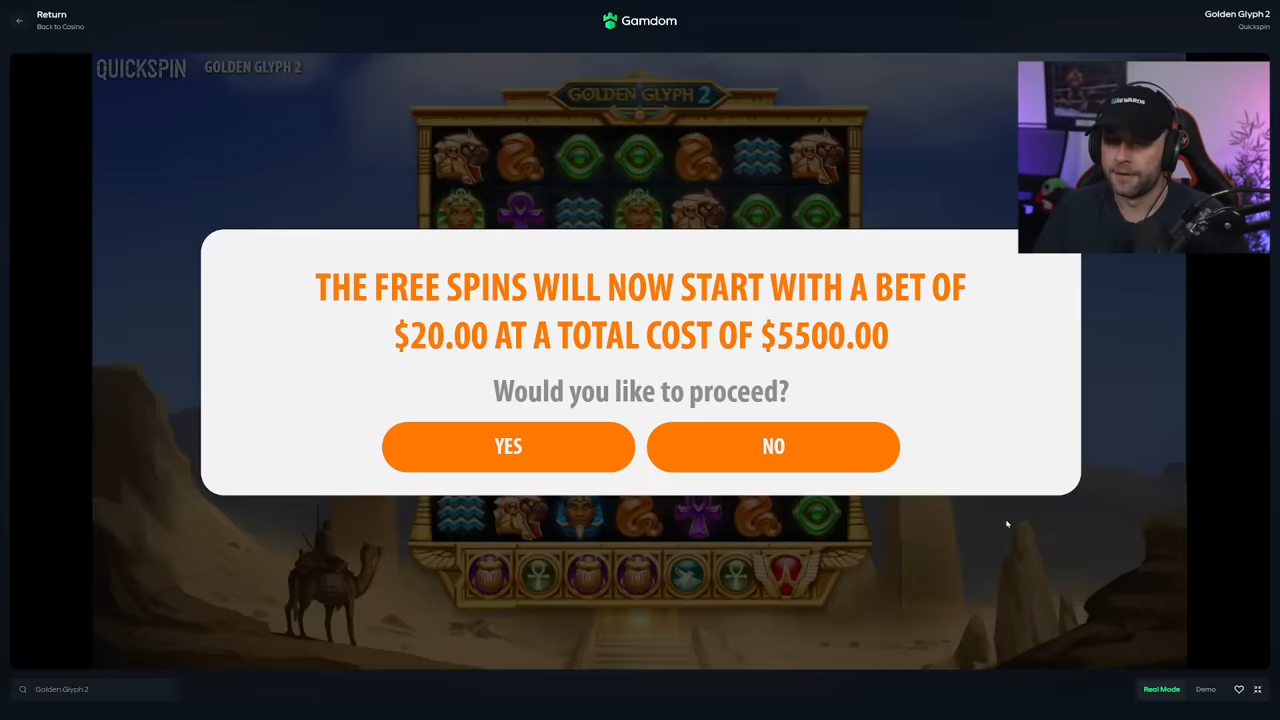 Return
Back to Casino
Gamdom
Golden Glyph 2
Quickspin
QUICKSPIN
GOLDEN GLYPH 2
GOLDEN GLYPH 2
THE FREE SPINS WILL NOW START WITH A BET OF
$20.00 AT A TOTAL COST OF $5500.00
Would you like to proceed?
YES
NO
Golden Glyph 2
Real Mode
Demo